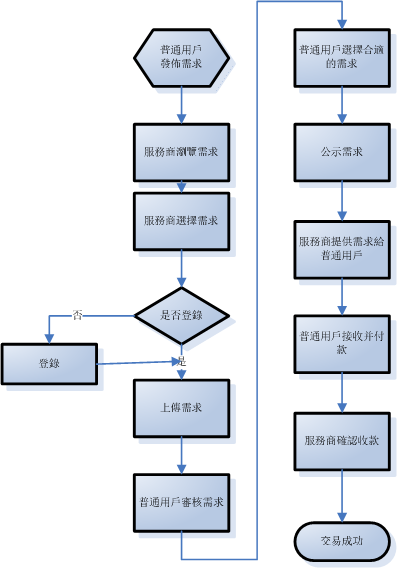 普通用戶
發佈需求
服務商瀏覽需求
服務商選擇需求
是否登錄
否
登錄
是
上傳需求
普通用戶審核需求
普通用戶選擇合適
的需求
公示需求
服務商提供需求給
普通用戶
普通用戶接收并付
款
服務商確認收款
交易成功